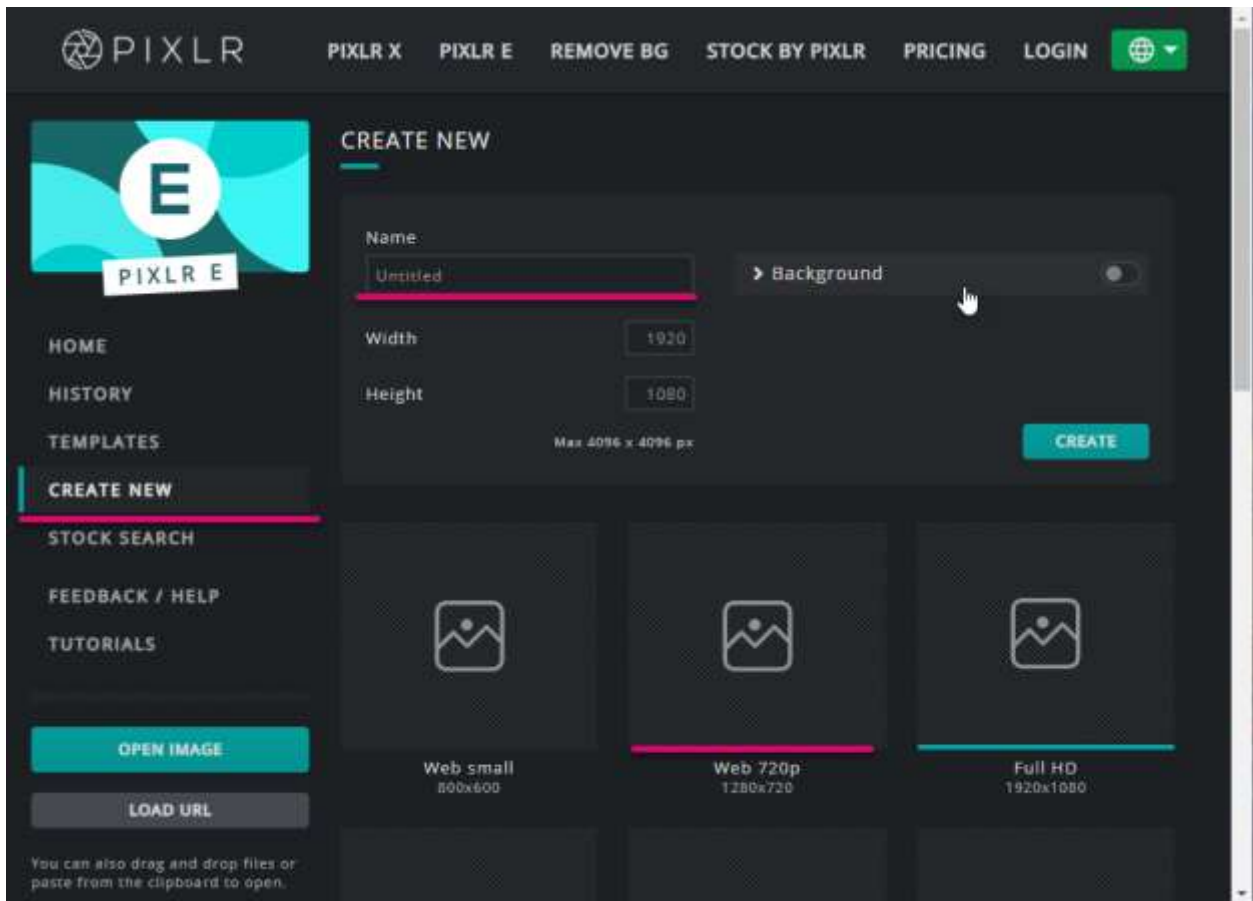 PIXLR
PIXLR X PIXLR E REMOVE BG STOCK BY PIXLR PRICING LOGIN
E
PIXLR E
HOME
HISTORY
TEMPLATES
CREATE NEW
STOCK SEARCH
FEEDBACK / HELP
TUTORIALS
OPEN IMAGE
LOAD URL
You can also drag and drop files or
paste from the clipboard to open.
CREATE NEW
Name
Untitled
Background
Width 1920
Height 1080
Max 4096 x 4096 px
CREATE
Web small
800x600
Web 720p
1280x720
Full HD
1920x1080